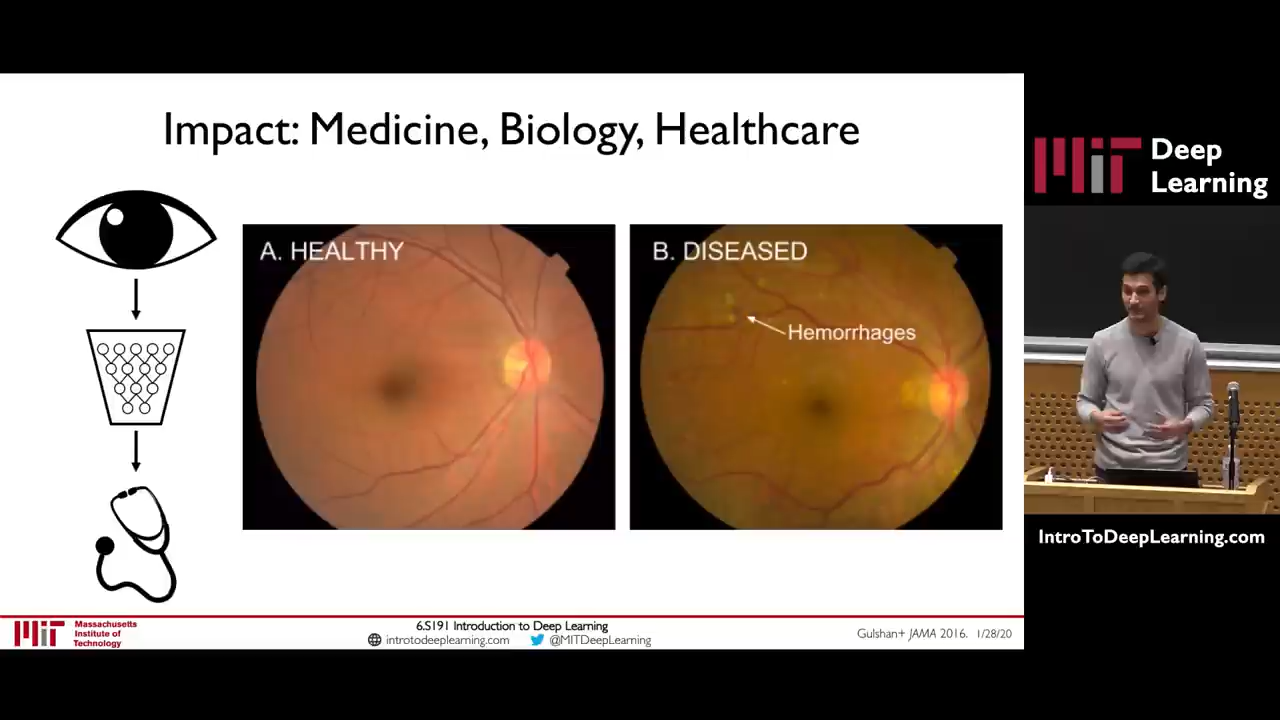 Impact: Medicine, Biology, Healthcare
A. HEALTHY
B. DISEASED
Hemorrhages
MIT
Massachusetts
Institute of
Technology
6.S191 Introduction to Deep Learning
introtodeeplearning.com
@MITDeepLearning
Gulshan+ JAMA 2016. 1/28/20
MIT
Deep
Learning
IntroToDeepLearning.com